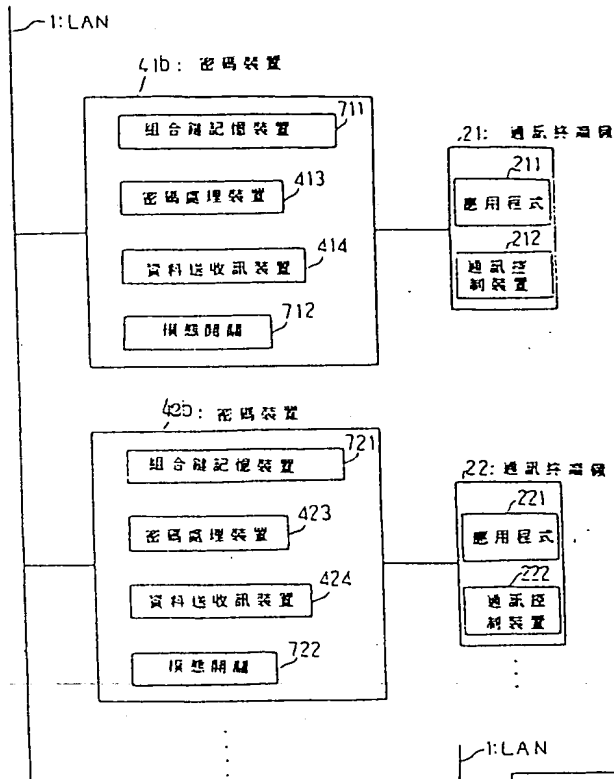 1:LAN
41b: 密碼裝置
組合鍵記憶裝置
711
密碼處理裝置
413
資料送收訊裝置
414
模態開關
712
21: 通訊終端機
211
應用程式
212
通訊控
制裝置
42b: 密碼裝置
組合鍵記憶裝置
721
密碼處理裝置
423
資料送收訊裝置
424
模態開關
722
22: 通訊終端機
221
應用程式
222
通訊控
制裝置
1:LAN